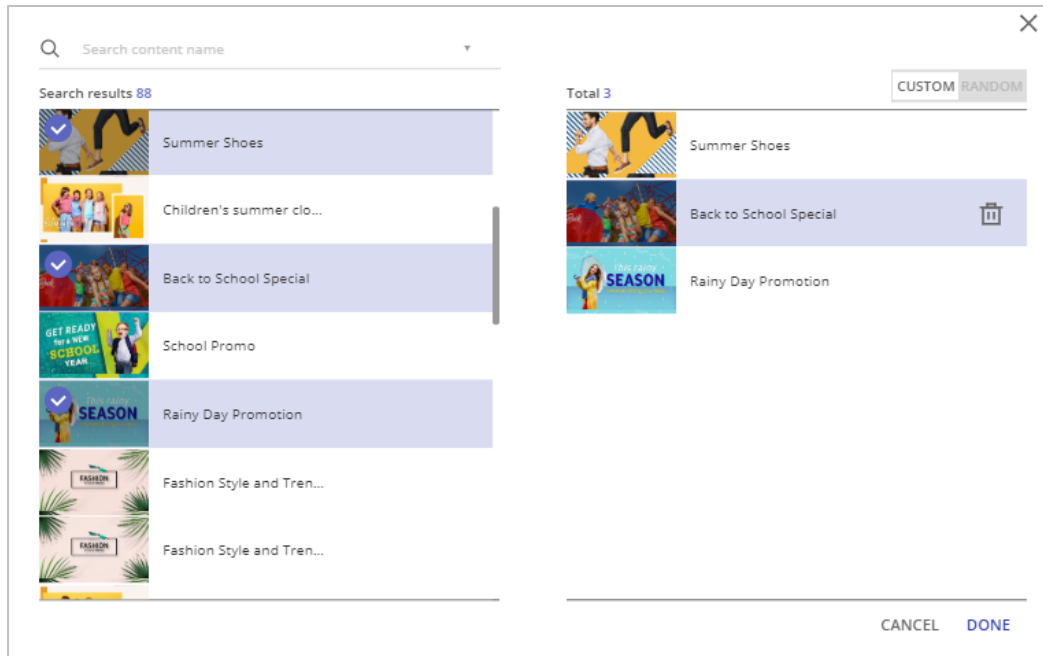 Search content name
Search results 88
Summer Shoes
Children's summer clo...
Back to School Special
GET READY
for a NEW
SCHOOL
YEAR
School Promo
This rainy
SEASON
Rainy Day Promotion
FASHION
Fashion Style and Tren...
FASHION
Fashion Style and Tren...
Total 3
CUSTOM RANDOM
Summer Shoes
Back to School Special
This rainy
SEASON
Rainy Day Promotion
CANCEL DONE